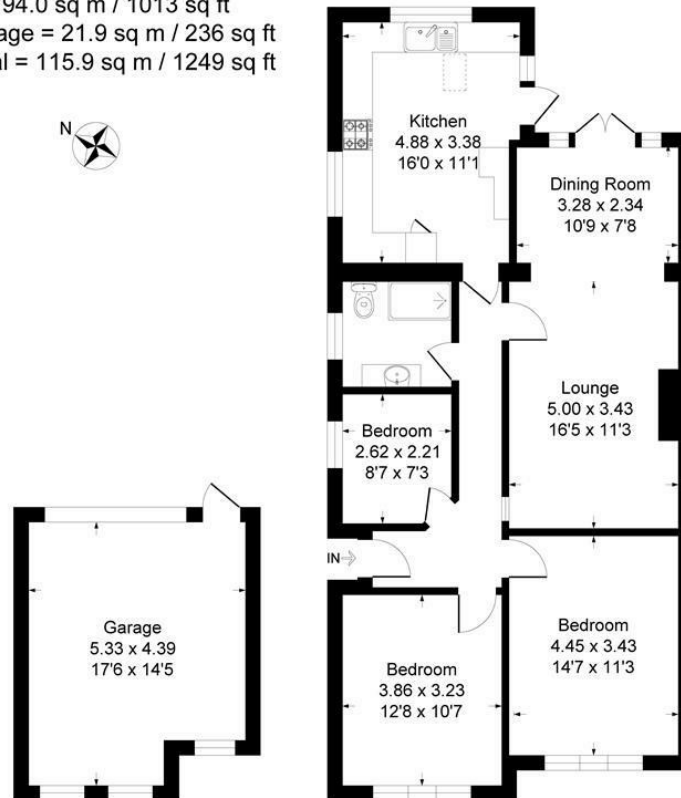 94.0 sq m / 1013 sq ft
age = 21.9 sq m / 236 sq ft
al = 115.9 sq m / 1249 sq ft
N
Kitchen
4.88 x 3.38
16'0 x 11'1
Dining Room
3.28 x 2.34
10'9 x 7'8
Lounge
5.00 x 3.43
16'5 x 11'3
Bedroom
2.62 x 2.21
8'7 x 7'3
IN
Garage
5.33 x 4.39
17'6 x 14'5
Bedroom
3.86 x 3.23
12'8 x 10'7
Bedroom
4.45 x 3.43
14'7 x 11'3